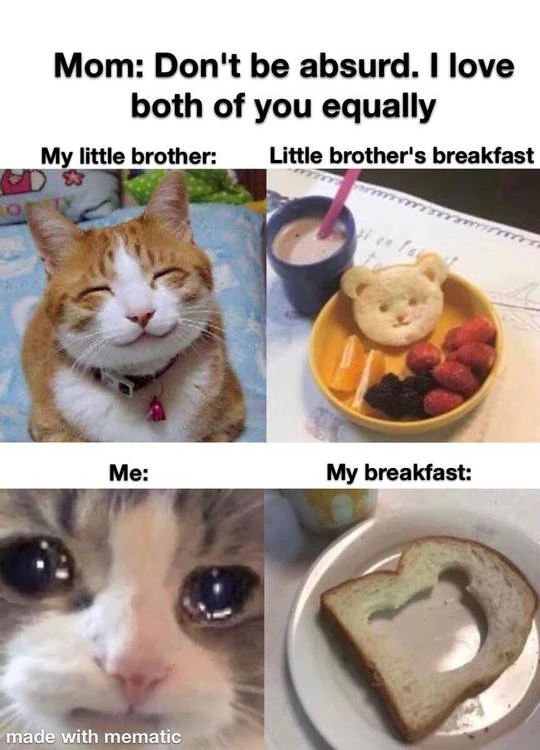 Mom: Don't be absurd. I love
both of you equally
My little brother:
Little brother's breakfast
Me:
My breakfast:
made with mematic